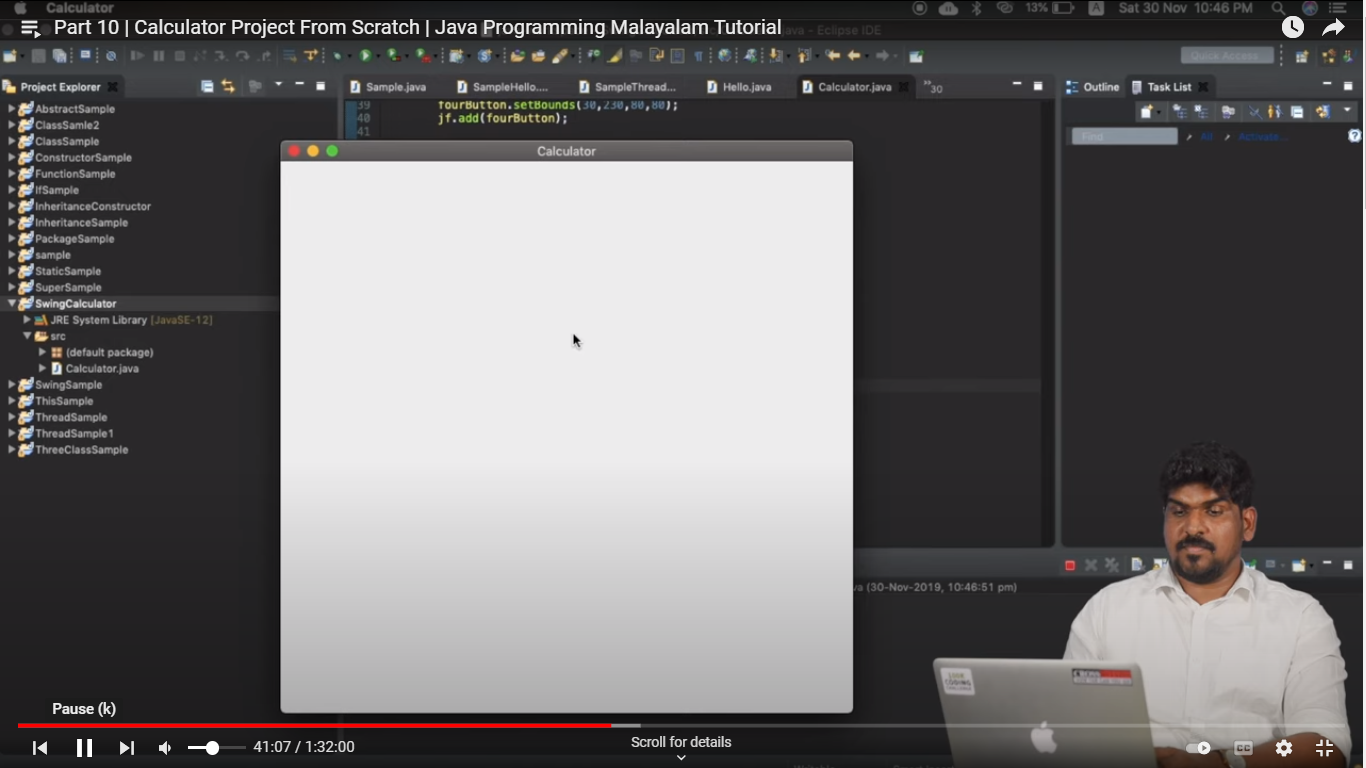 Calculator
13%
A
Sat 30 Nov 10:46 PM
Part 10 | Calculator Project From Scratch | Java Programming Malayalam Tutorial
Eclipse IDE
Quick Access
Project Explorer
Sample.java
SampleHello....
SampleThread...
Hello.java
Calculator.java
»30
Outline
Task List
Find
All
Activate...
39 fourButton.setBounds(30,230,80,80);
40 jf.add(fourButton);
41
AbstractSample
ClassSamle2
ClassSample
ConstructorSample
FunctionSample
IfSample
InheritanceConstructor
InheritanceSample
PackageSample
sample
StaticSample
SuperSample
SwingCalculator
JRE System Library [JavaSE-12]
src
(default package)
Calculator.java
SwingSample
ThisSample
ThreadSample
ThreadSample1
ThreeClassSample
Calculator
va (30-Nov-2019, 10:46:51 pm)
CODING
Pause (k)
41:07 / 1:32:00
Scroll for details
CC